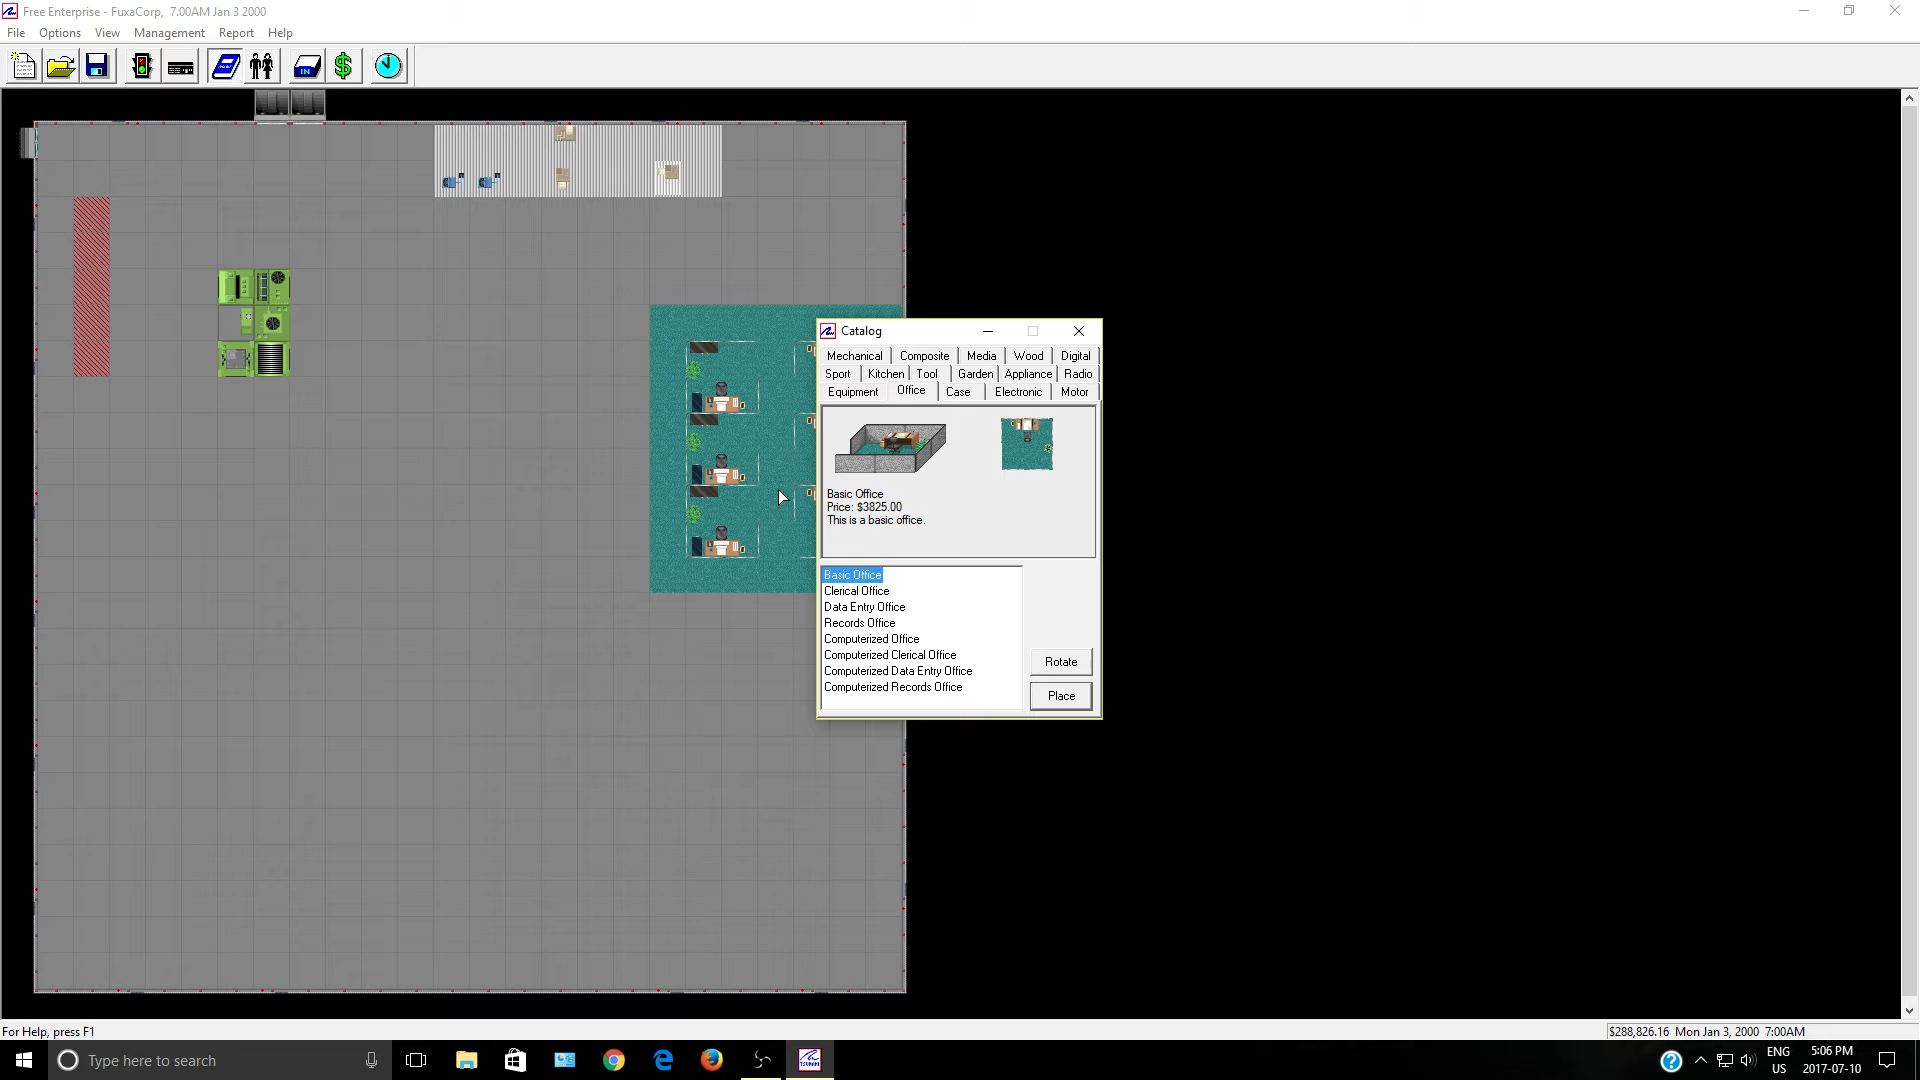 Free Enterprise - FuxaCorp, 7.00AM Jan 3 2000
File Options View Management Report Help
IN $
Catalog
Mechanical Composite Media Wood Digital
Sport Kitchen Tool Garden Appliance Radio
Equipment Office Case Electronic Motor
Basic Office
Price: $3825.00
This is a basic office.
Basic Office
Clerical Office
Data Entry Office
Records Office
Computerized Office
Computerized Clerical Office
Computerized Data Entry Office
Computerized Records Office
Rotate
Place
For Help, press F1
$288,826.16 Mon Jan 3, 2000 7:00AM
Type here to search
TSUNAMI
ENG
US
5:06 PM
2017-07-10